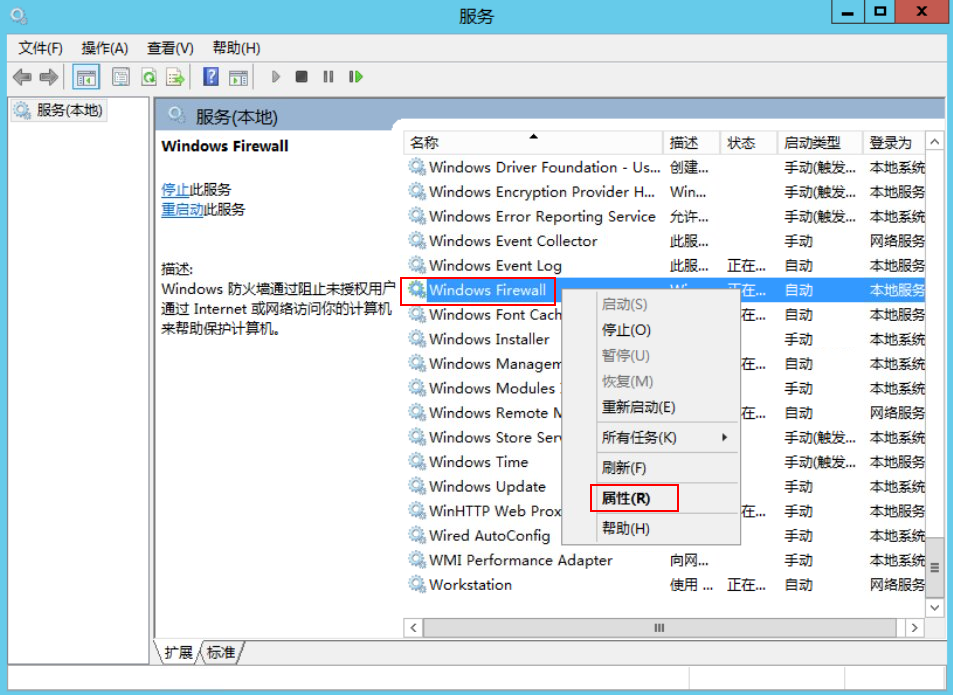 服务
文件(F) 操作(A) 查看(V) 帮助(H)
服务(本地)
服务(本地)
Windows Firewall
停止此服务
重启动此服务
描述:
Windows 防火墙通过阻止未授权用户
通过 Internet 或网络访问你的计算机
来帮助保护计算机。
名称 描述 状态 启动类型 登录为
Windows Driver Foundation - Us... 创建... 手动(触发... 本地系统
Windows Encryption Provider H... Win... 手动(触发... 本地服务
Windows Error Reporting Service 允许... 手动(触发... 本地系统
Windows Event Collector 此服... 手动 网络服务
Windows Event Log 此服... 正在... 自动 本地服务
Windows Firewall Wi... 正在... 自动 本地服务
Windows Font Cach 在... 自动 本地服务
Windows Installer 手动 本地系统
Windows Managem 在... 自动 本地系统
Windows Modules 手动 本地系统
Windows Remote M 在... 自动 网络服务
Windows Store Serv 手动(触发... 本地系统
Windows Time 手动(触发... 本地服务
Windows Update 手动 本地系统
WinHTTP Web Prox 在... 手动 本地服务
Wired AutoConfig 手动 本地系统
WMI Performance Adapter 向网... 手动 本地系统
Workstation 使用 ... 正在... 自动 网络服务
启动(S)
停止(O)
暂停(U)
恢复(M)
重新启动(E)
所有任务(K)
刷新(F)
属性(R)
帮助(H)
扩展 标准